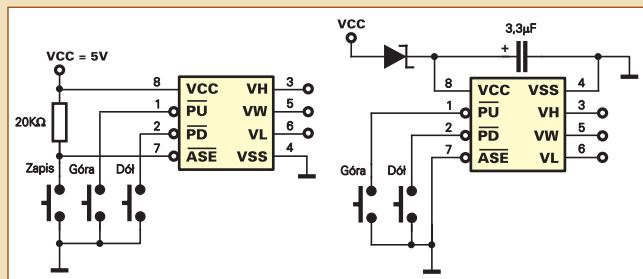 VCC = 5V
8 VCC VH 3
1 PU VW 5
20KΩ
2 PD VL 6
7 ASE VSS 4
Zapis Góra Dół
VCC
3,3µF
+
8 VCC VSS 4
1 PU VH 3
2 PD VW 5
7 ASE VL 6
Góra Dół